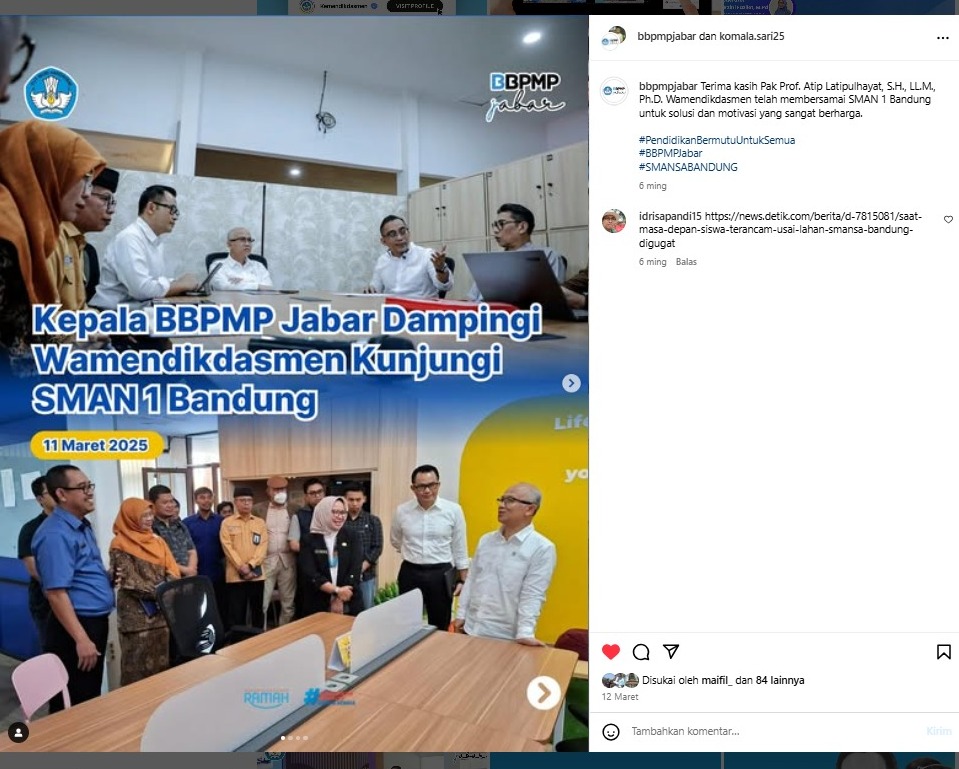 Kemendikdasmen
VISIT PROFILE
BBPMP
jabar
Kepala BBPMP Jabar Dampingi
Wamendikdasmen Kunjungi
SMAN 1 Bandung
11 Maret 2025
Life
yo
RAMAH
bbpmpjabar dan komala.sari25
bbpmpjabar Terima kasih Pak Prof. Atip Latipulhayat, S.H., LL.M.,
Ph.D. Wamendikdasmen telah membersamai SMAN 1 Bandung
untuk solusi dan motivasi yang sangat berharga.
#PendidikanBermutuUntukSemua
#BBPMPJabar
#SMANSABANDUNG
6 ming
idrisapandi15 https://news.detik.com/berita/d-7815081/saat-
masa-depan-siswa-terancam-usai-lahan-smansa-bandung-
digugat
6 ming Balas
Disukai oleh maifil_ dan 84 lainnya
12 Maret
Tambahkan komentar...
Kirim